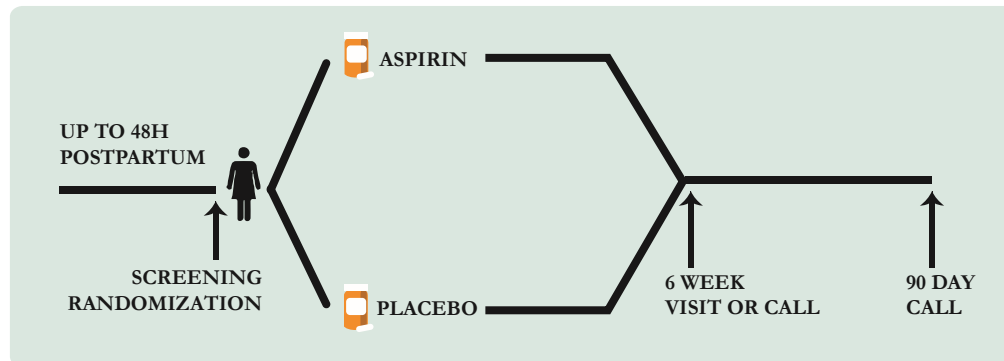 ASPIRIN
UP TO 48H
POSTPARTUM
SCREENING
RANDOMIZATION
PLACEBO
6 WEEK
VISIT OR CALL
90 DAY
CALL